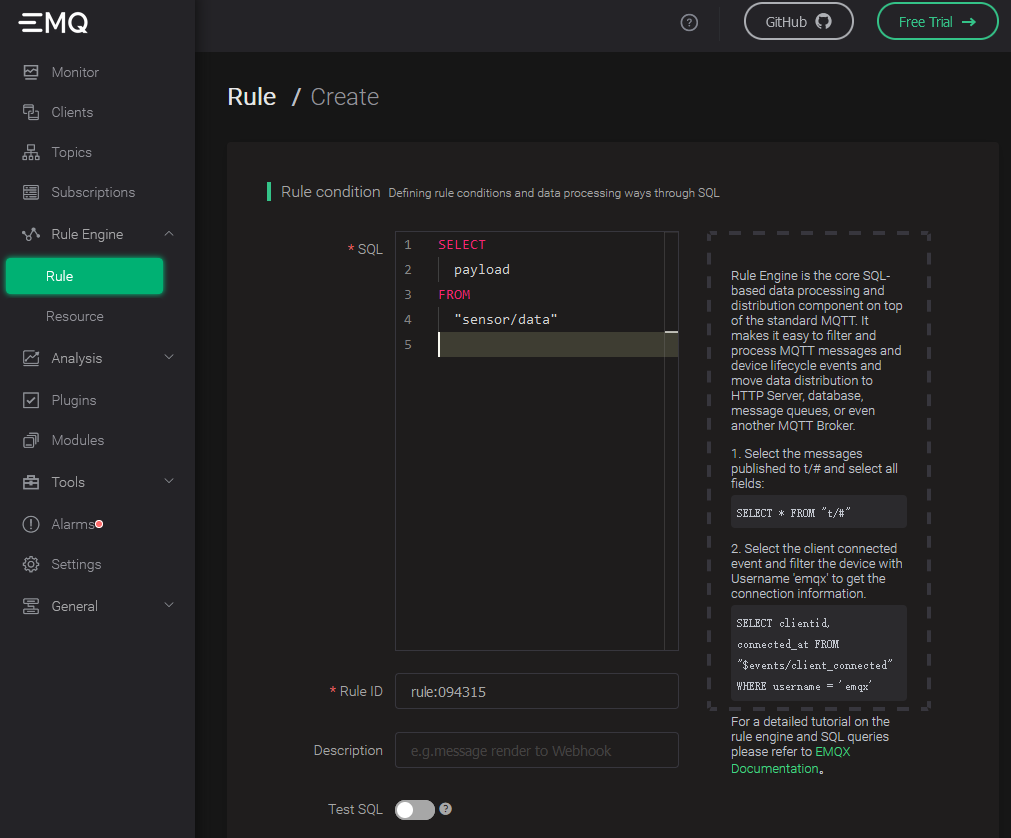 EMQ
GitHub
Free Trial →
Monitor
Clients
Topics
Subscriptions
Rule Engine
Rule
Resource
Analysis
Plugins
Modules
Tools
Alarms
Settings
General
Rule / Create
Rule condition Defining rule conditions and data processing ways through SQL
* SQL
1 SELECT
2 payload
3 FROM
4 "sensor/data"
5
Rule Engine is the core SQL-
based data processing and
distribution component on top
of the standard MQTT. It
makes it easy to filter and
process MQTT messages and
device lifecycle events and
move data distribution to
HTTP Server, database,
message queues, or even
another MQTT Broker.
1. Select the messages
published to t/# and select all
fields:
SELECT * FROM "t/#"
2. Select the client connected
event and filter the device with
Username 'emqx' to get the
connection information.
SELECT clientid,
connected_at FROM
"$events/client_connected"
WHERE username = 'emqx'
For a detailed tutorial on the
rule engine and SQL queries
please refer to EMQX
Documentation。
* Rule ID rule:094315
Description e.g.message render to Webhook
Test SQL ?